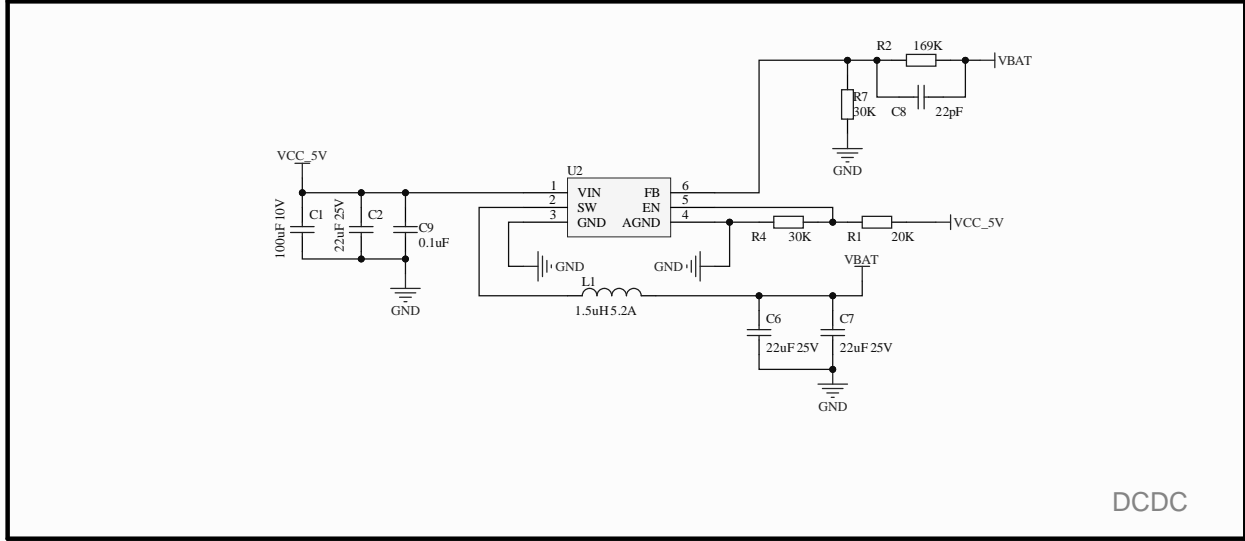 R2
169K
VBAT
R7
30K
C8
22pF
GND
VCC_5V
U2
1
VIN
FB
6
2
SW
EN
5
3
GND
AGND
4
100uF 10V
C1
22uF 25V
C2
C9
0.1uF
R4
30K
R1
20K
VCC_5V
GND
GND
VBAT
GND
L1
1.5uH 5.2A
C6
22uF 25V
C7
22uF 25V
GND
DCDC